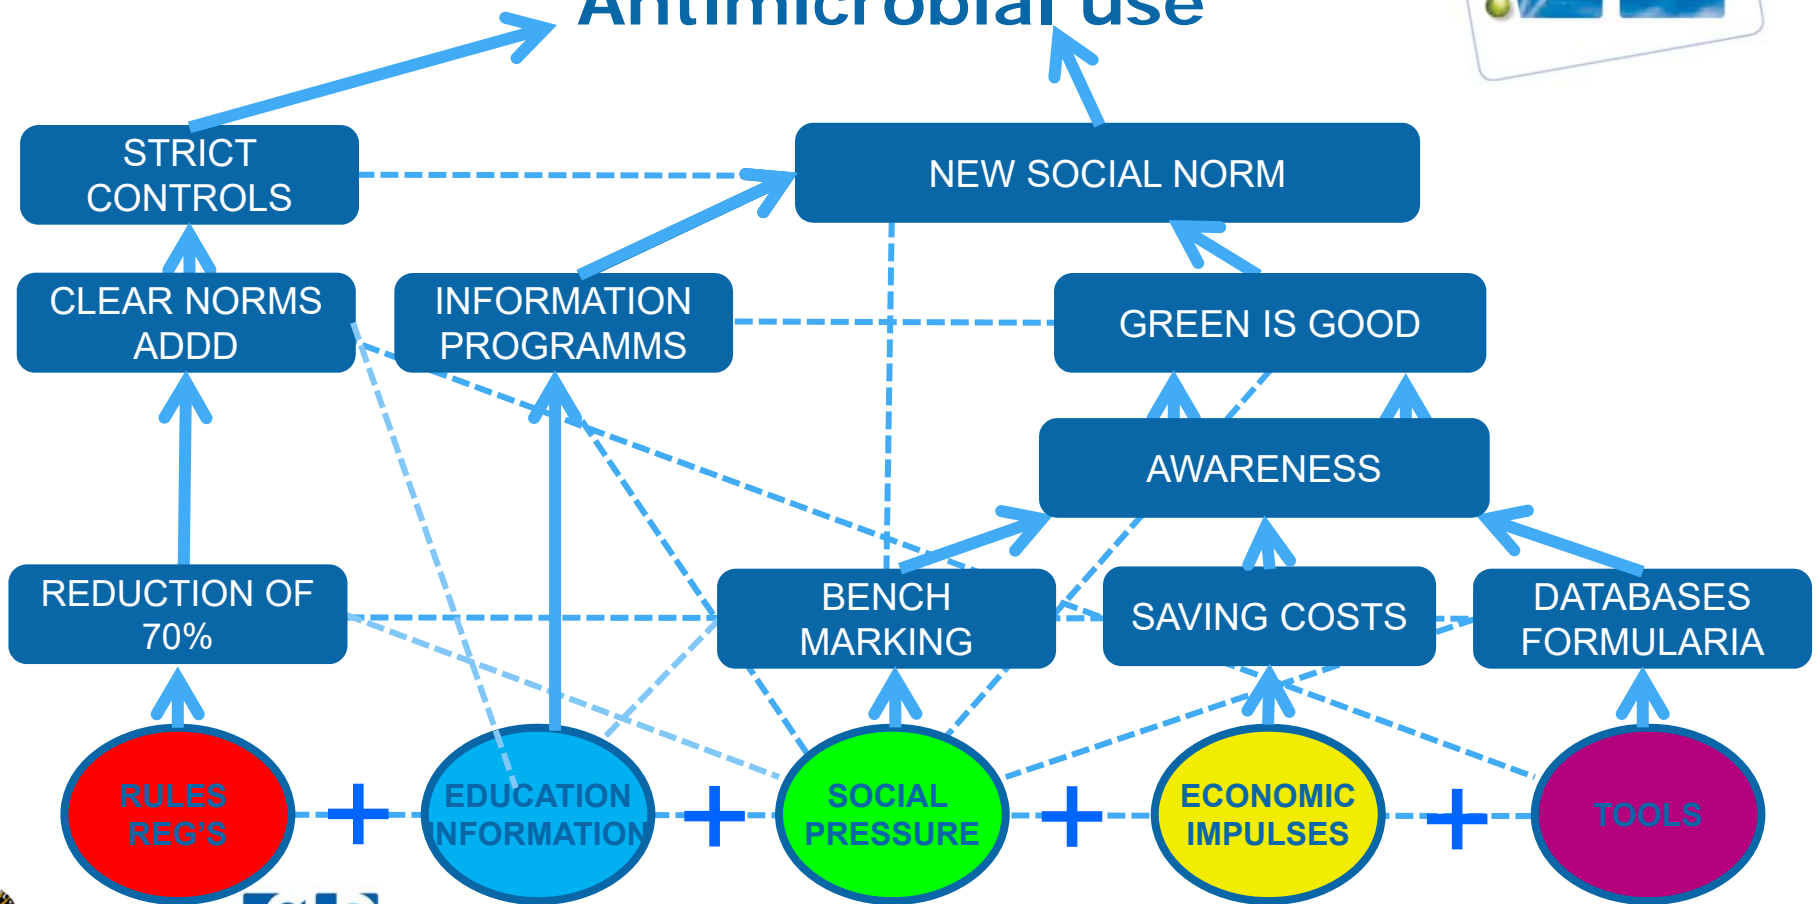 Antimicrobial use
STRICT
CONTROLS
NEW SOCIAL NORM
CLEAR NORMS
ADDD
INFORMATION
PROGRAMMS
GREEN IS GOOD
AWARENESS
REDUCTION OF
70%
BENCH
MARKING
SAVING COSTS
DATABASES
FORMULARIA
RULES
REG'S
+
EDUCATION
INFORMATION
+
SOCIAL
PRESSURE
+
ECONOMIC
IMPULSES
+
TOOLS